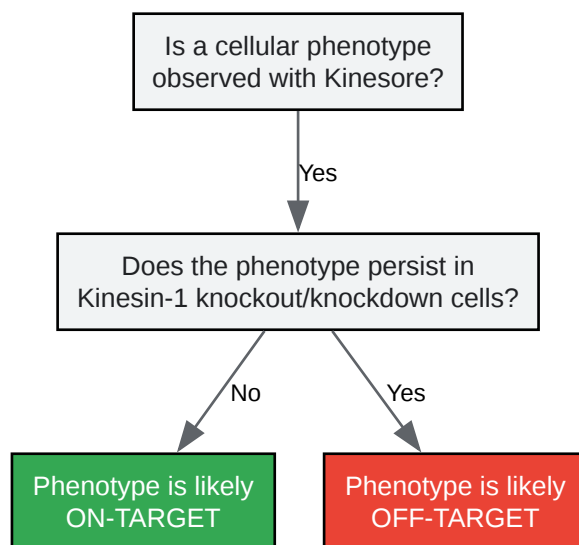 Is a cellular phenotype
observed with Kinesore?
Yes
Does the phenotype persist in
Kinesin-1 knockout/knockdown cells?
No
Yes
Phenotype is likely
ON-TARGET
Phenotype is likely
OFF-TARGET